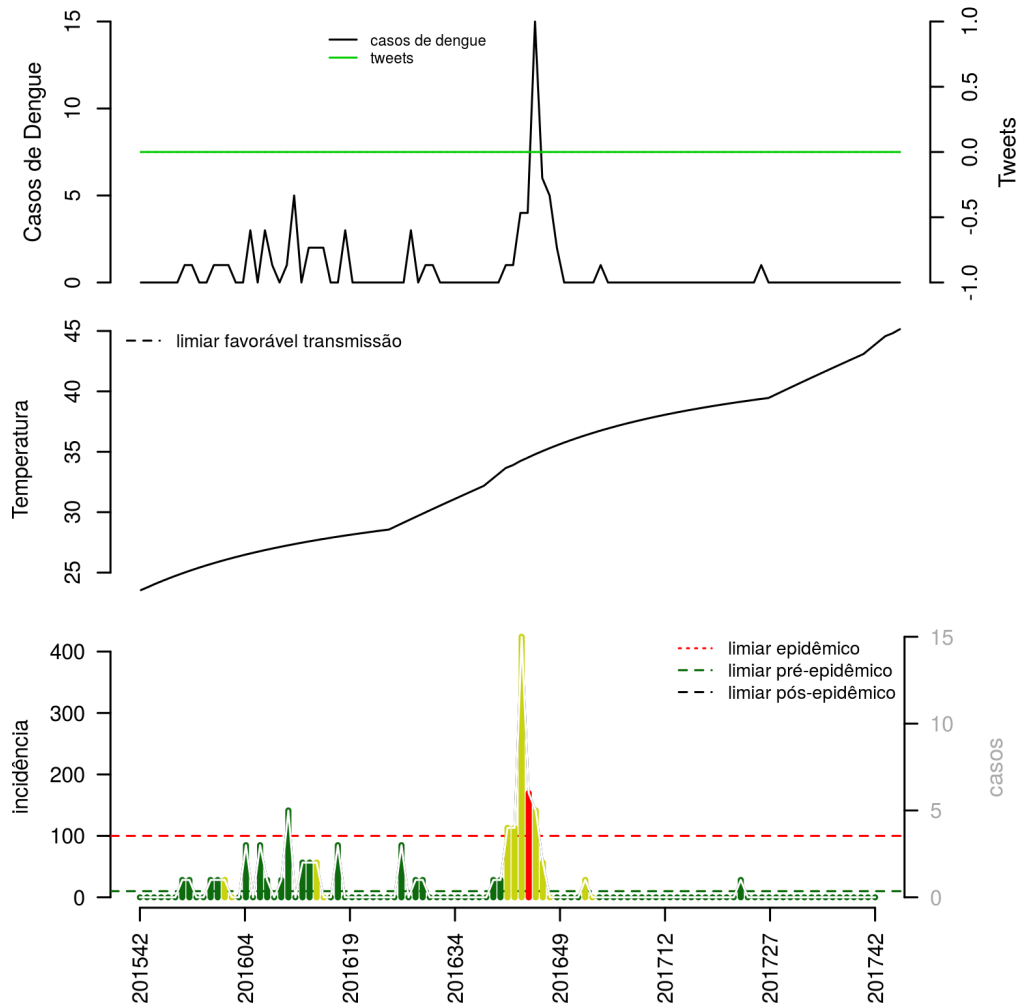 casos de dengue
tweets
Casos de Dengue
0
5
10
15
Tweets
-1.0
-0.5
0.0
0.5
1.0
limiar favorável transmissão
Temperatura
25
30
35
40
45
limiar epidêmico
limiar pré-epidêmico
limiar pós-epidêmico
incidência
0
100
200
300
400
casos
0
5
10
15
201542
201604
201619
201634
201649
201712
201727
201742